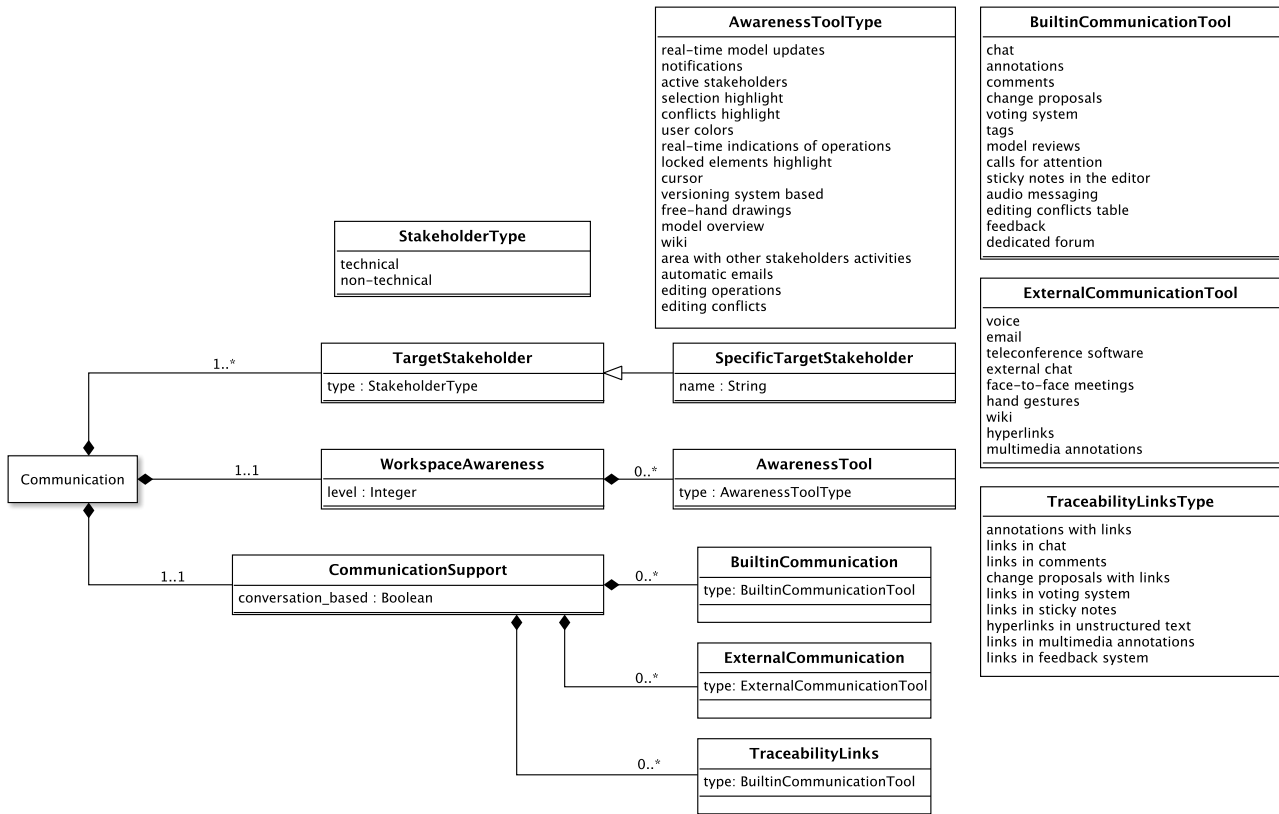 AwarenessToolType
real-time model updates
notifications
active stakeholders
selection highlight
conflicts highlight
user colors
real-time indications of operations
locked elements highlight
cursor
versioning system based
free-hand drawings
model overview
wiki
area with other stakeholders activities
automatic emails
editing operations
editing conflicts
BuiltinCommunicationTool
chat
annotations
comments
change proposals
voting system
tags
model reviews
calls for attention
sticky notes in the editor
audio messaging
editing conflicts table
feedback
dedicated forum
StakeholderType
technical
non-technical
ExternalCommunicationTool
voice
email
teleconference software
external chat
face-to-face meetings
hand gestures
wiki
hyperlinks
multimedia annotations
1..*
TargetStakeholder
type : StakeholderType
SpecificTargetStakeholder
name : String
Communication
1..1
WorkspaceAwareness
level : Integer
0..*
AwarenessTool
type : AwarenessToolType
TraceabilityLinksType
annotations with links
links in chat
links in comments
change proposals with links
links in voting system
links in sticky notes
hyperlinks in unstructured text
links in multimedia annotations
links in feedback system
1..1
CommunicationSupport
conversation_based : Boolean
0..*
BuiltinCommunication
type: BuiltinCommunicationTool
0..*
ExternalCommunication
type: ExternalCommunicationTool
0..*
TraceabilityLinks
type: BuiltinCommunicationTool